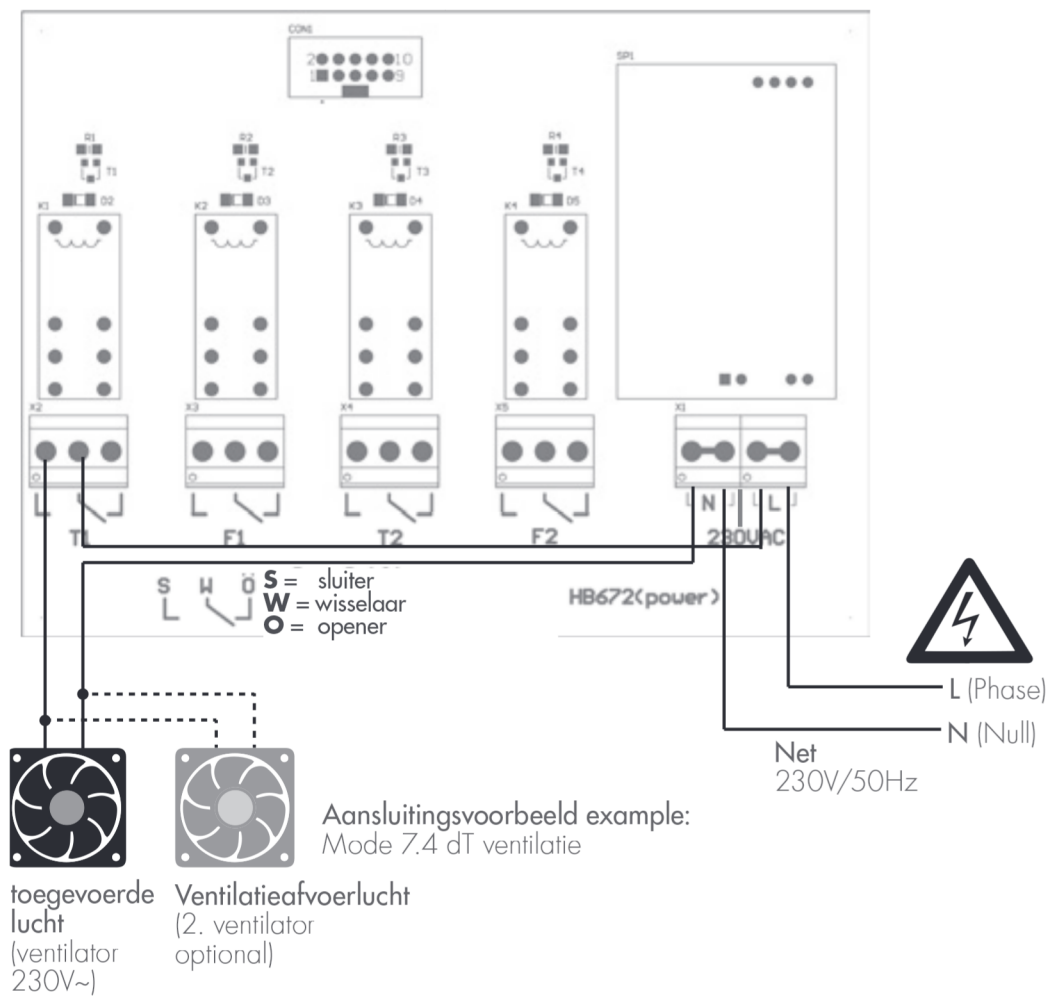 CON1
2 10
1 9
SP1
R1 R2 R3 R4
T1 T2 T3 T4
D2 D3 D4 D5
K1 K2 K3 K4
X2 X3 X4 X5 X1
N L
T1 F1 T2 F2 230VAC
S W Ö
S = sluiter
W = wisselaar
O = opener
HB672(power)
L (Phase)
N (Null)
Net
230V/50Hz
Aansluitingsvoorbeeld example:
Mode 7.4 dT ventilatie
toegevoerde
lucht
(ventilator
230V~)
Ventilatieafvoerlucht
(2. ventilator
optional)